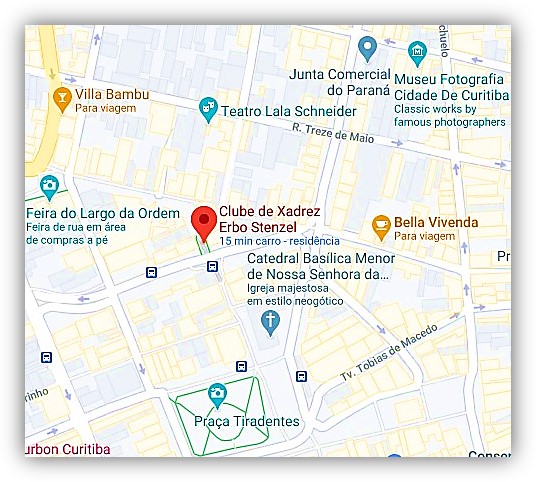 chuelo
Junta Comercial
do Paraná
Museu Fotografia
Cidade De Curitiba
Classic works by
famous photographers
Villa Bambu
Para viagem
Teatro Lala Schneider
R. Treze de Maio
Feira do Largo da Ordem
Feira de rua em área
de compras a pé
Clube de Xadrez
Erbo Stenzel
15 min carro - residência
Bella Vivenda
Para viagem
Catedral Basílica Menor
de Nossa Senhora da...
Igreja majestosa
em estilo neogótico
Pr
Tv. Tobias de Macedo
rinho
Praça Tiradentes
urbon Curitiba